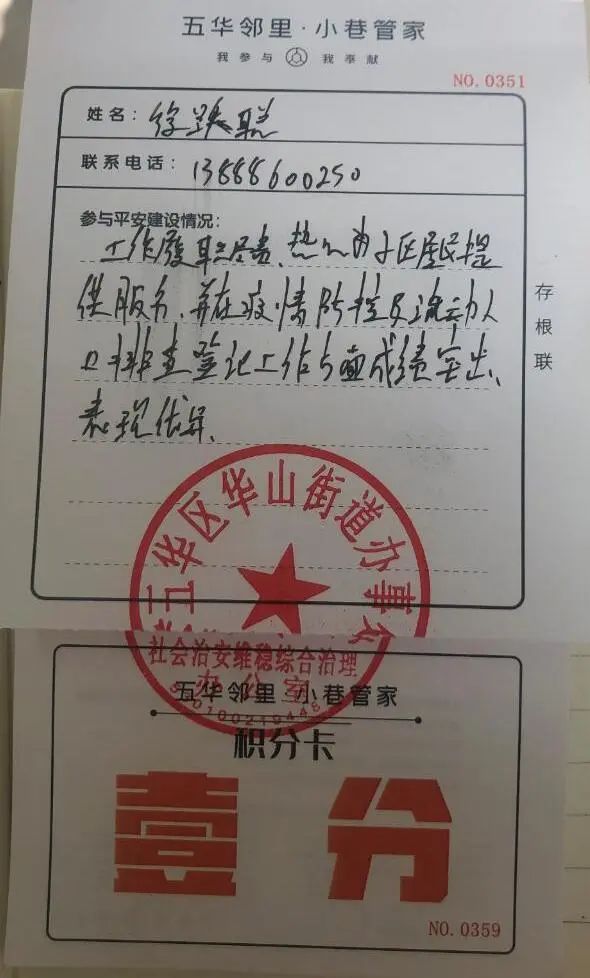 五华邻里·小巷管家
我参与 我奉献
NO.0351
姓名：徐
联系电话：13888600250
参与平安建设情况：
工作履职尽责、热心为辖区居民提
供服务、并在疫情防控及流动人
口排查登记工作方面成绩突出、
表现优异、
存根联
五华区华山街道办事
社会治安维稳综合治理
办公室
五华邻里·小巷管家
积分卡
壹分
NO.0359